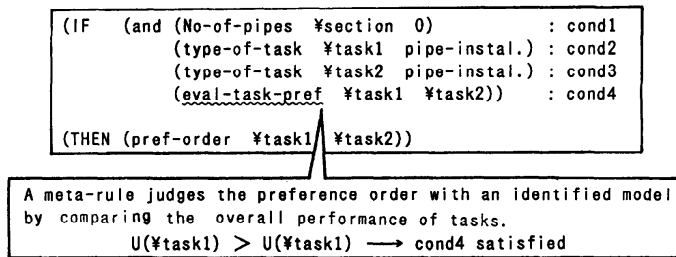 (IF (and (No-of-pipes ¥section 0) : cond1
(type-of-task ¥task1 pipe-instal.) : cond2
(type-of-task ¥task2 pipe-instal.) : cond3
(eval-task-pref ¥task1 ¥task2)) : cond4
(THEN (pref-order ¥task1 ¥task2))
A meta-rule judges the preference order with an identified model
by comparing the overall performance of tasks.
U(¥task1) > U(¥task1) ⟶ cond4 satisfied